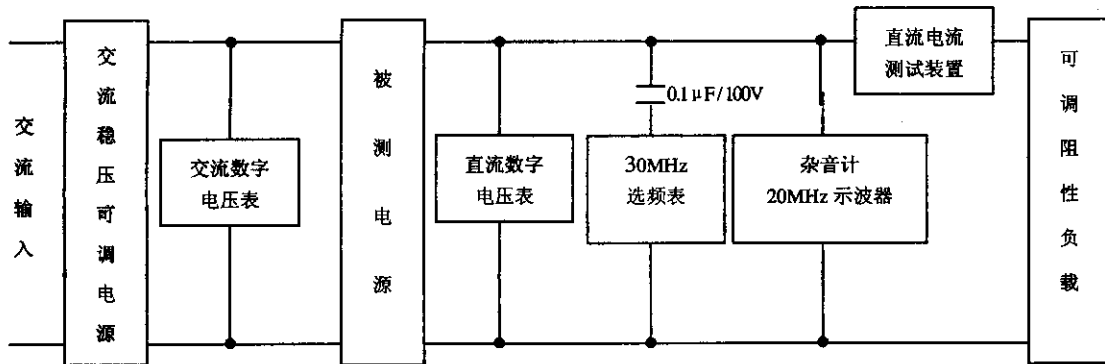 交流输入
交流稳压可调电源
交流数字
电压表
被测电源
直流数字
电压表
0.1μF/100V
30MHz
选频表
杂音计
20MHz 示波器
直流电流
测试装置
可调阻性负载